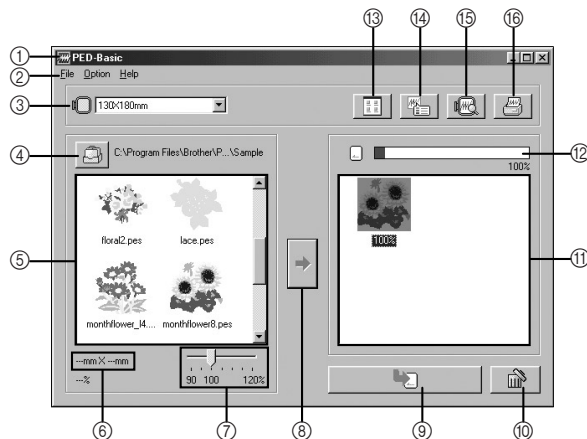 ⑬ ⑭ ⑮ ⑯
① PED-Basic
② File Option Help
③ 130X180mm
④ C:\Program Files\Brother\P...\Sample
⑫
100%
⑤
floral2.pes lace.pes
100%
⑪
monthflower_l4.... monthflower8.pes
---mm X ---mm
---%
90 100 120%
⑥ ⑦ ⑧ ⑨ ⑩